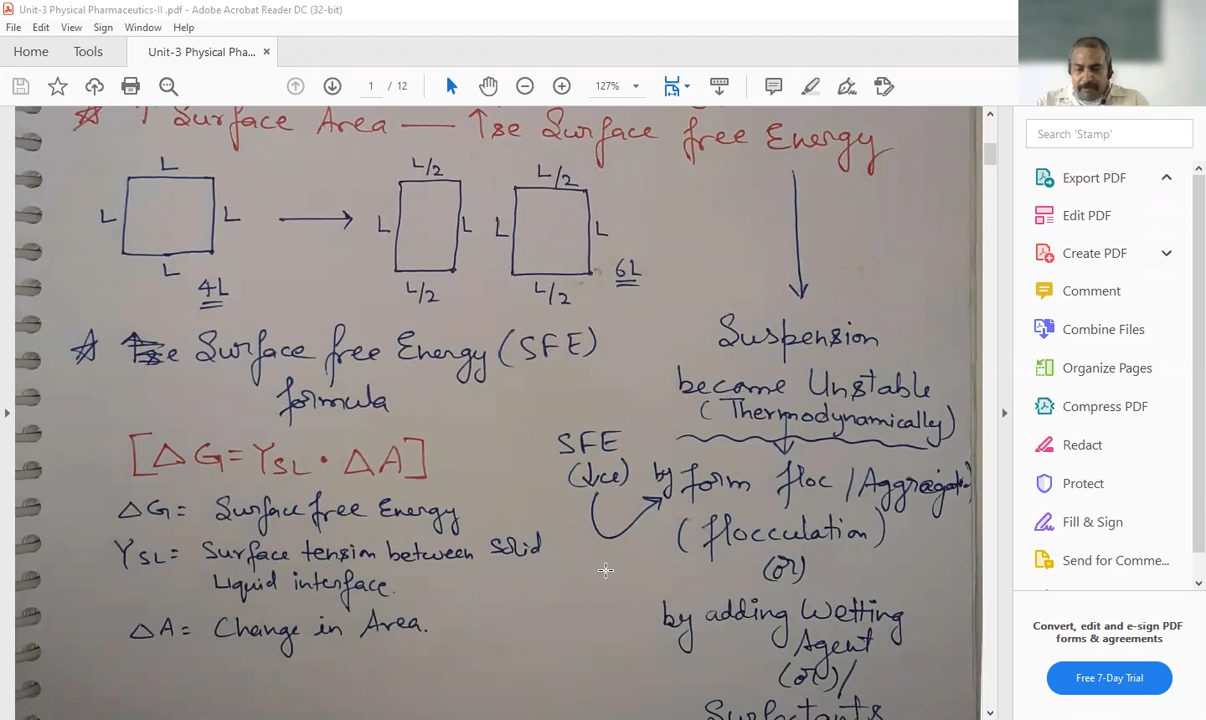 Unit-3 Physical Pharmaceutics-II .pdf - Adobe Acrobat Reader DC (32-bit)
File Edit View Sign Window Help
Home Tools Unit-3 Physical Pha... ×
1 / 12 127%
↑ Surface Area — ↑se Surface free Energy
L
L L
L
4L
L/2
L L
L/2
L/2
L L
L/2
6L
Surface free Energy (SFE)
formula
[ΔG = γSL · ΔA]
ΔG = Surface free Energy
γSL = Surface tension between solid
Liquid interface.
ΔA = Change in Area.
Suspension
became Unstable
(Thermodynamically)
SFE
(↓ce)
by form floc / Aggregation
(flocculation)
(or)
by adding Wetting
Agent
(or)/
Surfactants
Search 'Stamp'
Export PDF
Edit PDF
Create PDF
Comment
Combine Files
Organize Pages
Compress PDF
Redact
Protect
Fill & Sign
Send for Comme...
Convert, edit and e-sign PDF
forms & agreements
Free 7-Day Trial